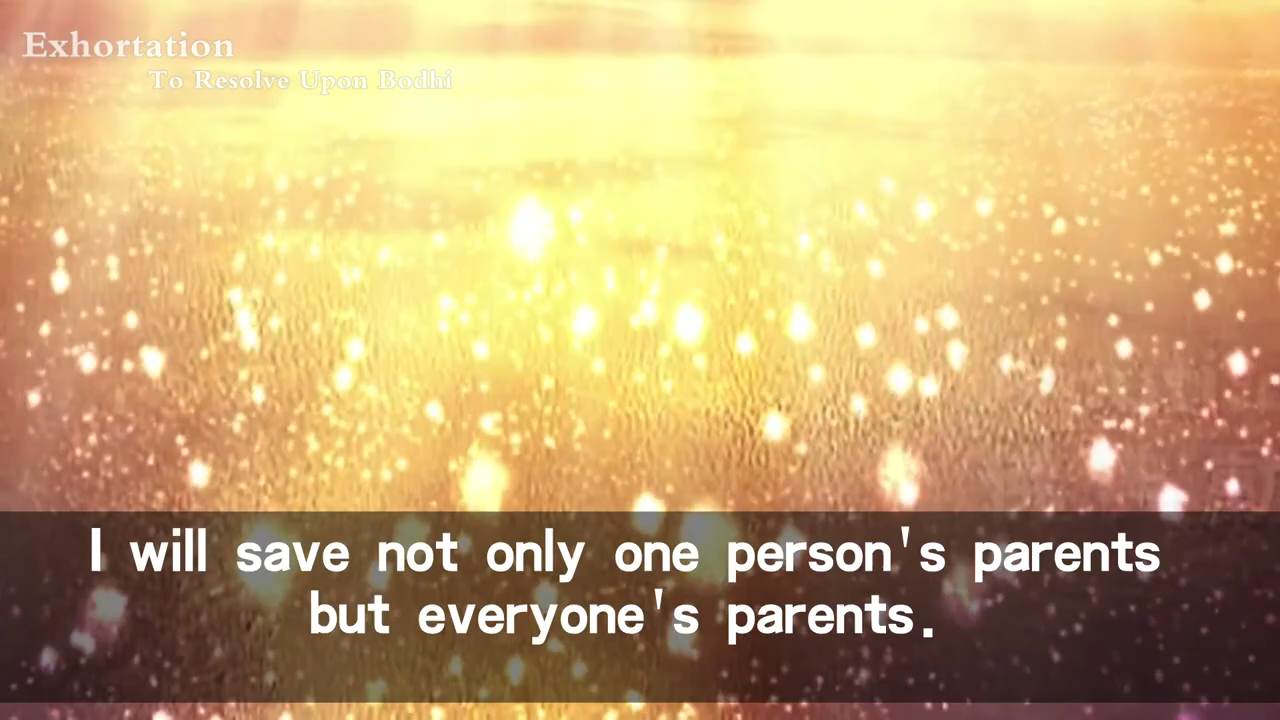 Exhortation
To Resolve Upon Bodhi
I will save not only one person's parents
but everyone's parents.